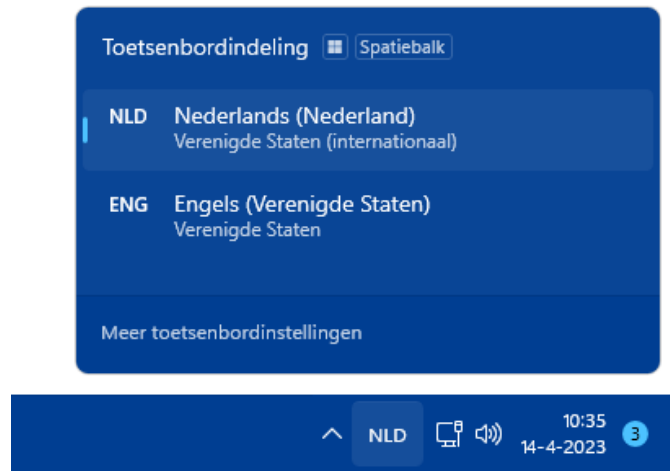 Toetsenbordindeling Spatiebalk
NLD Nederlands (Nederland)
Verenigde Staten (internationaal)
ENG Engels (Verenigde Staten)
Verenigde Staten
Meer toetsenbordinstellingen
NLD 10:35 3
14-4-2023